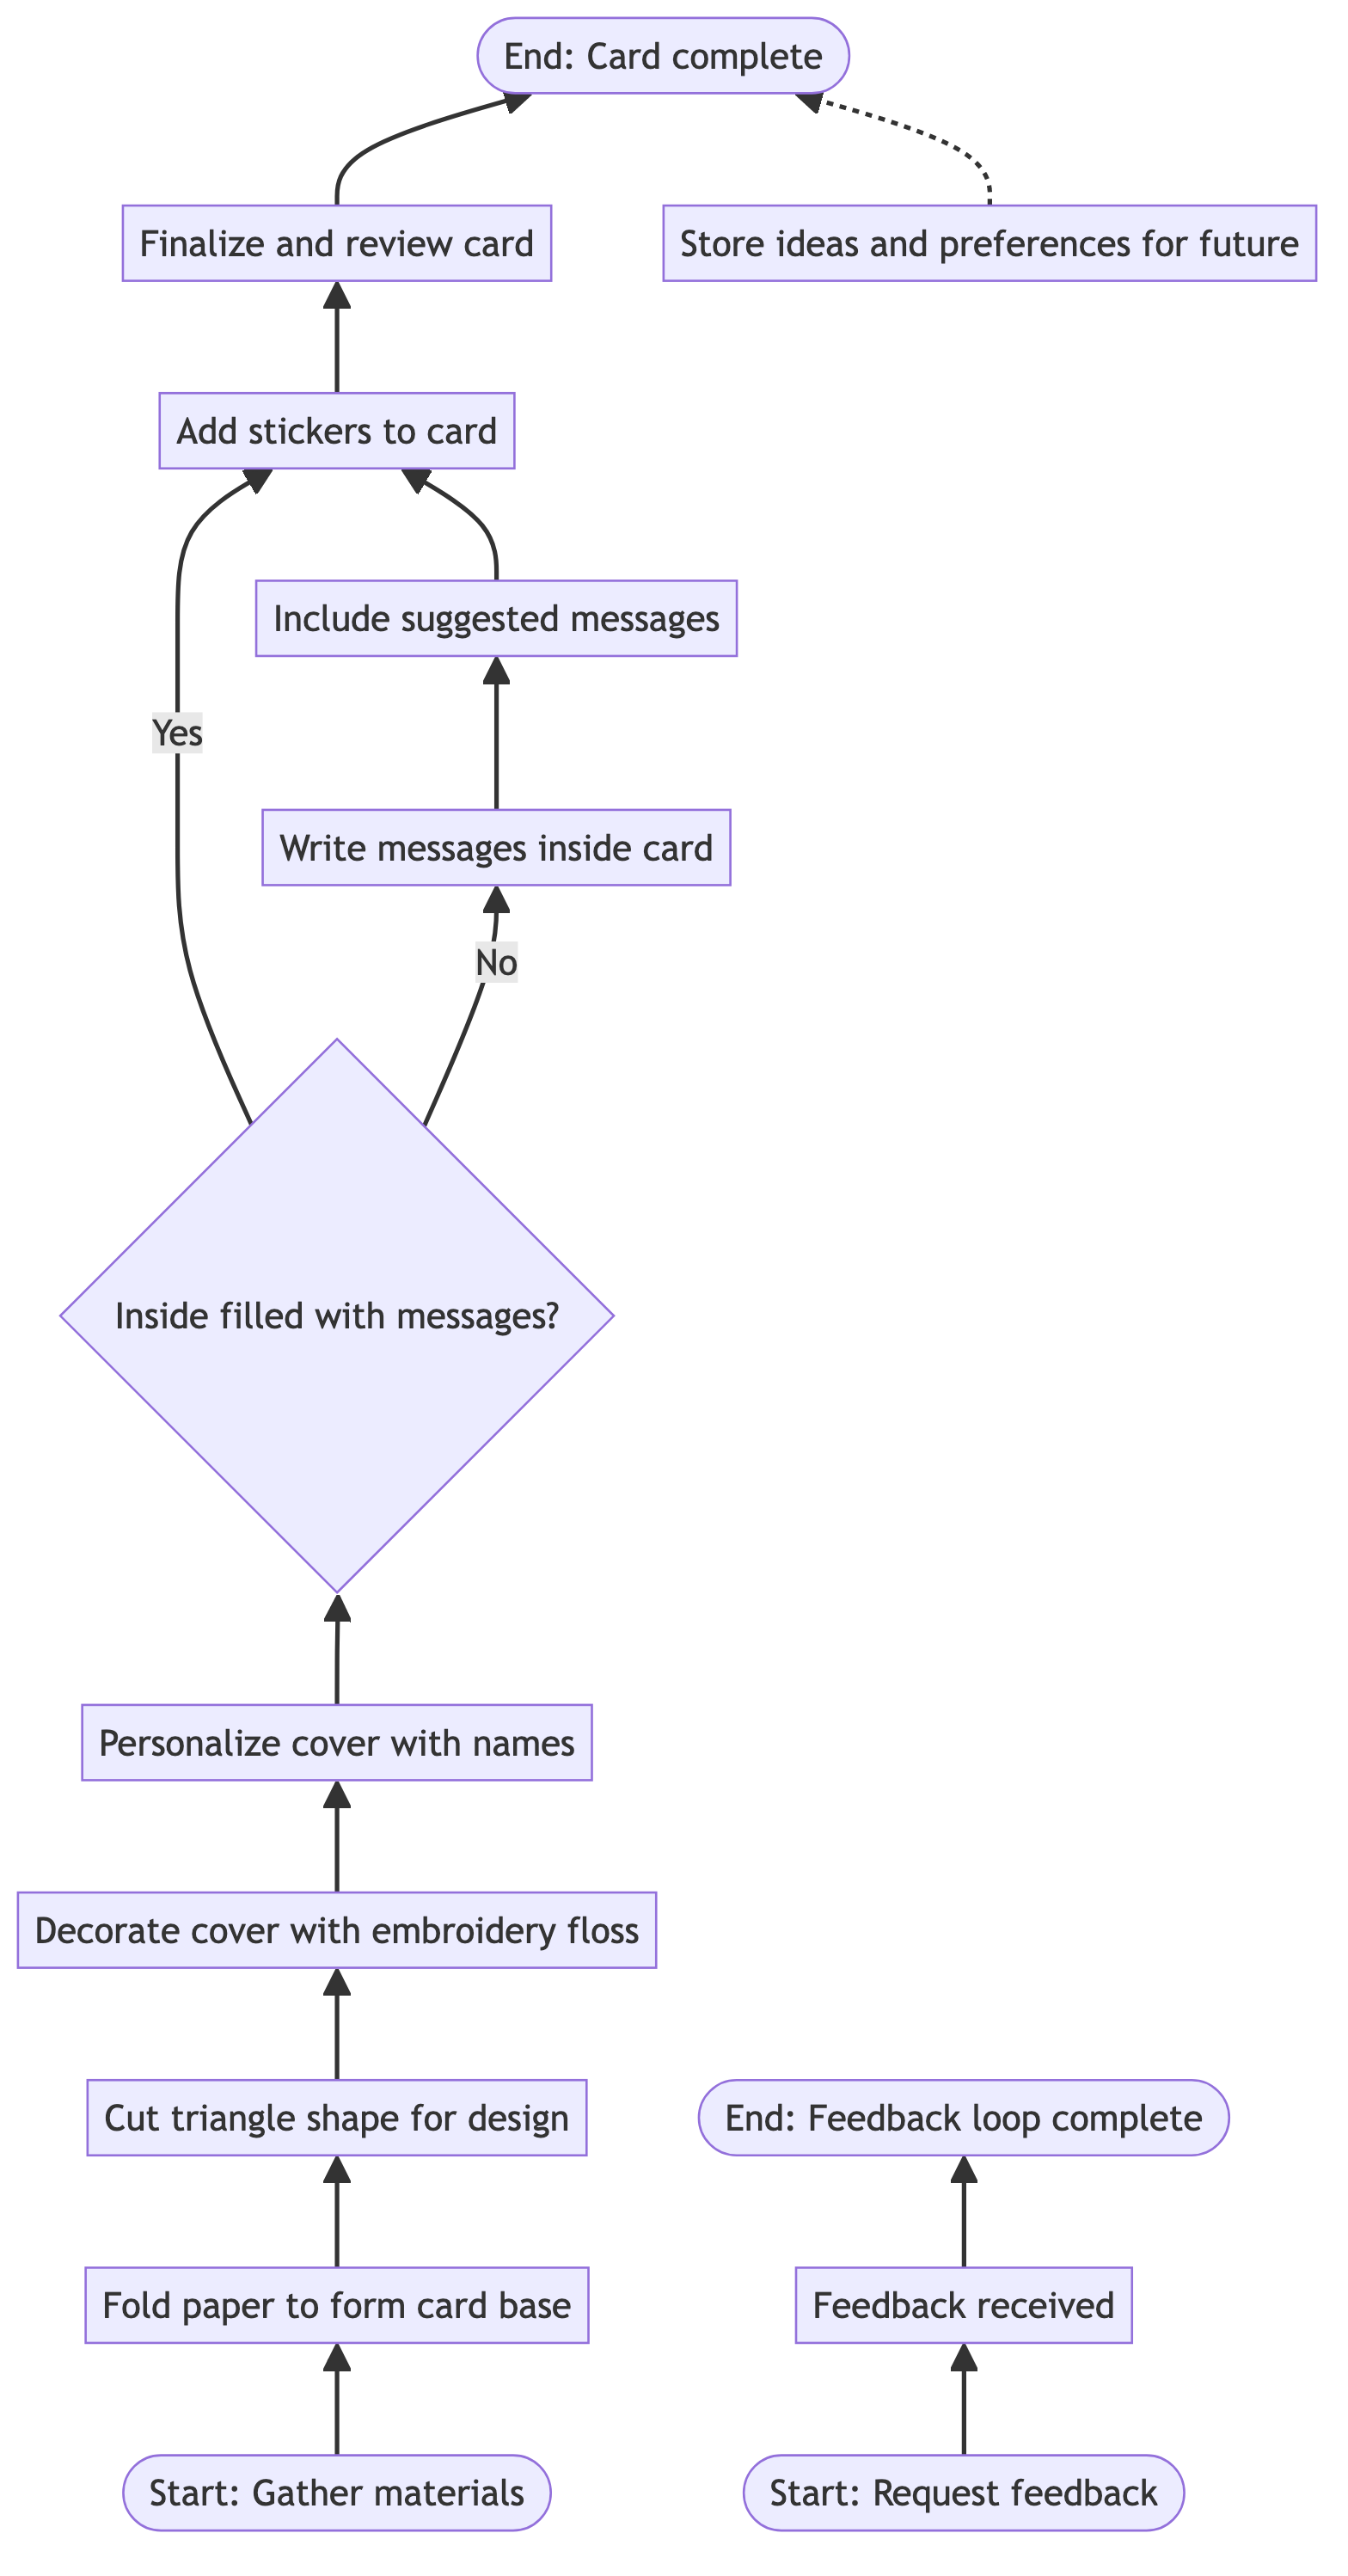 End: Card complete
Finalize and review card
Store ideas and preferences for future
Add stickers to card
Include suggested messages
Yes
Write messages inside card
No
Inside filled with messages?
Personalize cover with names
Decorate cover with embroidery floss
Cut triangle shape for design
End: Feedback loop complete
Fold paper to form card base
Feedback received
Start: Gather materials
Start: Request feedback